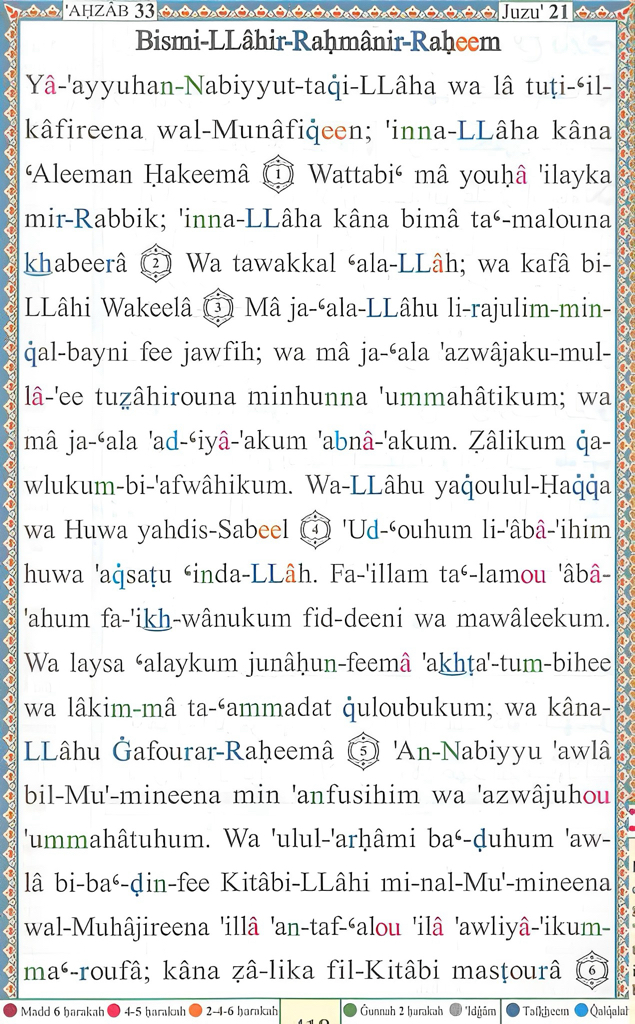 'AḤZÂB 33
Juzu' 21
Bismi-LLâhir-Raḥmânir-Raḥeem
Yâ-'ayyuhan-Nabiyyut-taq̇i-LLâha wa lâ tuṭi-ʿil-
kâfireena wal-Munâfiq̇een; 'inna-LLâha kâna
ʿAleeman Ḥakeemâ 1 Wattabiʿ mâ youḥâ 'ilayka
mir-Rabbik; 'inna-LLâha kâna bimâ taʿ-malouna
khabeerâ 2 Wa tawakkal ʿala-LLâh; wa kafâ bi-
LLâhi Wakeelâ 3 Mâ ja-ʿala-LLâhu li-rajulim-min-
q̇al-bayni fee jawfih; wa mâ ja-ʿala 'azwâjaku-mul-
lâ-'ee tuẓâhirouna minhunna 'ummahâtikum; wa
mâ ja-ʿala 'ad-ʿiyâ-'akum 'abnâ-'akum. Ẓâlikum q̇a-
wlukum-bi-'afwâhikum. Wa-LLâhu yaq̇oulul-Ḥaq̇q̇a
wa Huwa yahdis-Sabeel 4 'Ud-ʿouhum li-'âbâ-'ihim
huwa 'aq̇saṭu ʿinda-LLâh. Fa-'illam taʿ-lamou 'âbâ-
'ahum fa-'ikh-wânukum fid-deeni wa mawâleekum.
Wa laysa ʿalaykum junâḥun-feemâ 'akhṭa'-tum-bihee
wa lâkim-mâ ta-ʿammadat q̇uloubukum; wa kâna-
LLâhu Ġafourar-Raḥeemâ 5 'An-Nabiyyu 'awlâ
bil-Mu'-mineena min 'anfusihim wa 'azwâjuhou
'ummahâtuhum. Wa 'ulul-'arḥâmi baʿ-ḍuhum 'aw-
lâ bi-baʿ-ḍin-fee Kitâbi-LLâhi mi-nal-Mu'-mineena
wal-Muhâjireena 'illâ 'an-taf-ʿalou 'ilâ 'awliyâ-'ikum-
maʿ-roufâ; kâna ẓâ-lika fil-Kitâbi masṭourâ 6
Madd 6 ḥarakah 4-5 ḥarakah 2-4-6 ḥarakah Ġunnah 2 ḥarakah 'Idġâm Tafkheem Qalqalah